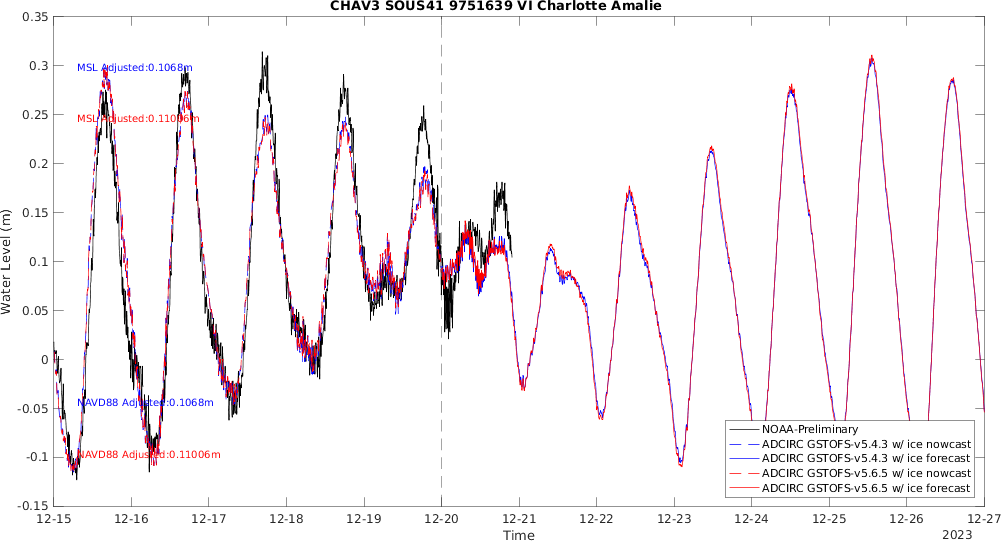 CHAV3 SOUS41 9751639 VI Charlotte Amalie
0.35
0.3
0.25
0.2
0.15
0.1
0.05
0
-0.05
-0.1
-0.15
Water Level (m)
MSL Adjusted:0.1068m
MSL Adjusted:0.11006m
NAVD88 Adjusted:0.1068m
NAVD88 Adjusted:0.11006m
NOAA-Preliminary
ADCIRC GSTOFS-v5.4.3 w/ ice nowcast
ADCIRC GSTOFS-v5.4.3 w/ ice forecast
ADCIRC GSTOFS-v5.6.5 w/ ice nowcast
ADCIRC GSTOFS-v5.6.5 w/ ice forecast
12-15 12-16 12-17 12-18 12-19 12-20 12-21 12-22 12-23 12-24 12-25 12-26 12-27
Time
2023